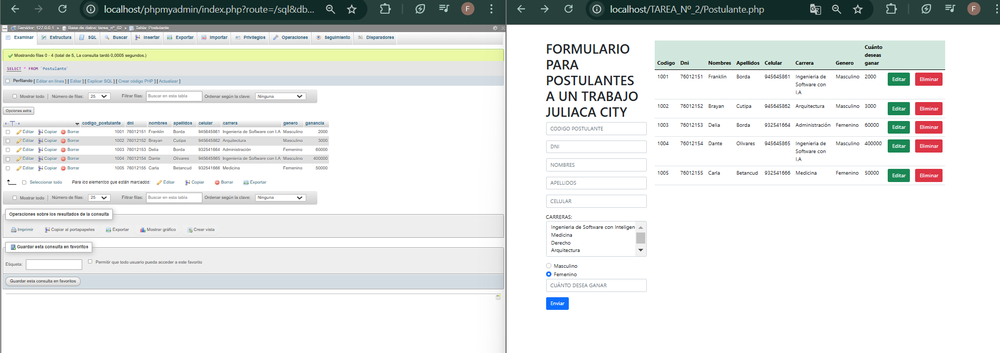 localhost/phpmyadmin/index.php?route=/sql&db...
F
Servidor: 127.0.0.1 » Base de datos: tarea_nº_02 » Tabla: Postulante
Examinar Estructura SQL Buscar Insertar Exportar Importar Privilegios Operaciones Seguimiento Disparadores
Mostrando filas 0 - 4 (total de 5, La consulta tardó 0,0005 segundos.)
SELECT * FROM `Postulante`
Perfilando [ Editar en línea ] [ Editar ] [ Explicar SQL ] [ Crear código PHP ] [ Actualizar ]
Mostrar todo | Número de filas: 25 Filtrar filas: Buscar en esta tabla Ordenar según la clave: Ninguna
Opciones extra
codigo_postulante dni nombres apellidos celular carrera genero ganancia
Editar Copiar Borrar 1001 76012151 Franklin Borda 945645861 Ingenieria de Software con I.A Masculino 2000
Editar Copiar Borrar 1002 76012152 Brayan Cutipa 945645862 Arquitectura Masculino 3000
Editar Copiar Borrar 1003 76012153 Delia Borda 932541664 Administración Femenino 60000
Editar Copiar Borrar 1004 76012154 Dante Olivares 945645865 Ingenieria de Software con I.A Masculino 400000
Editar Copiar Borrar 1005 76012155 Carla Betancud 932541666 Medicina Femenino 50000
Seleccionar todo Para los elementos que están marcados: Editar Copiar Borrar Exportar
Mostrar todo | Número de filas: 25 Filtrar filas: Buscar en esta tabla Ordenar según la clave: Ninguna
Operaciones sobre los resultados de la consulta
Imprimir Copiar al portapapeles Exportar Mostrar gráfico Crear vista
Guardar esta consulta en favoritos
Etiqueta: Permitir que todo usuario pueda acceder a este favorito
Guardar esta consulta en favoritos
localhost/TAREA_Nº_2/Postulante.php
F
FORMULARIO
PARA
POSTULANTES
A UN TRABAJO
JULIACA CITY
CODIGO POSTULANTE
DNI
NOMBRES
APELLIDOS
CELULAR
CARRERAS:
Ingenieria de Software con Inteligen
Medicina
Derecho
Arquitectura
Masculino
Femenino
CUÁNTO DESEA GANAR
Enviar
Codigo Dni Nombres Apellidos Celular Carrera Genero Cuánto deseas ganar
1001 76012151 Franklin Borda 945645861 Ingenieria de Software con I.A Masculino 2000 Editar Eliminar
1002 76012152 Brayan Cutipa 945645862 Arquitectura Masculino 3000 Editar Eliminar
1003 76012153 Delia Borda 932541664 Administración Femenino 60000 Editar Eliminar
1004 76012154 Dante Olivares 945645865 Ingenieria de Software con I.A Masculino 400000 Editar Eliminar
1005 76012155 Carla Betancud 932541666 Medicina Femenino 50000 Editar Eliminar